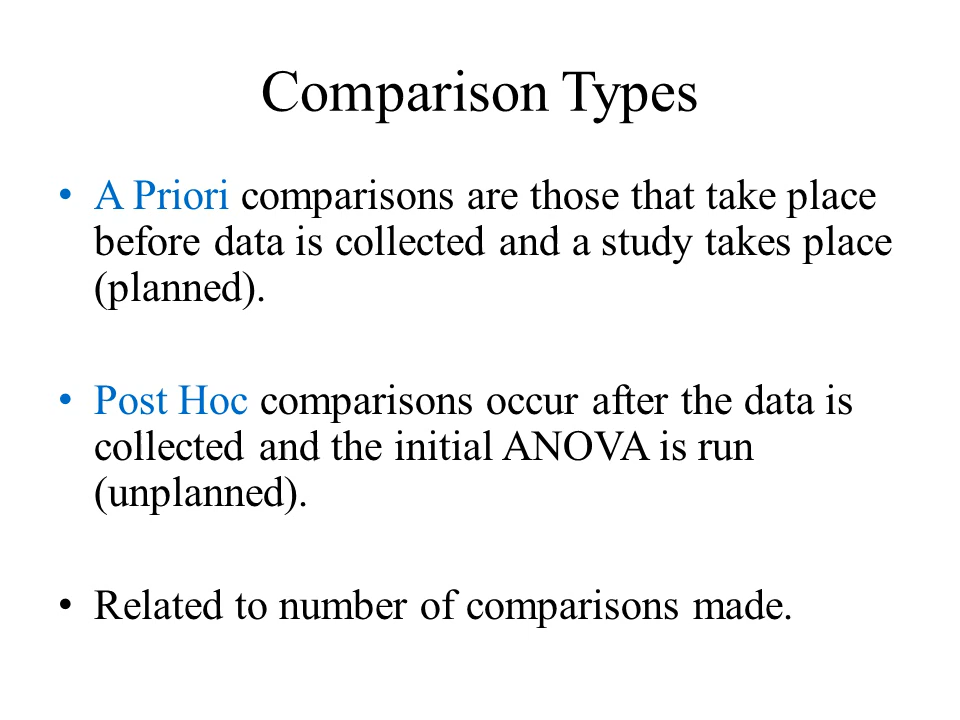 Comparison Types
• A Priori comparisons are those that take place
before data is collected and a study takes place
(planned).
• Post Hoc comparisons occur after the data is
collected and the initial ANOVA is run
(unplanned).
• Related to number of comparisons made.